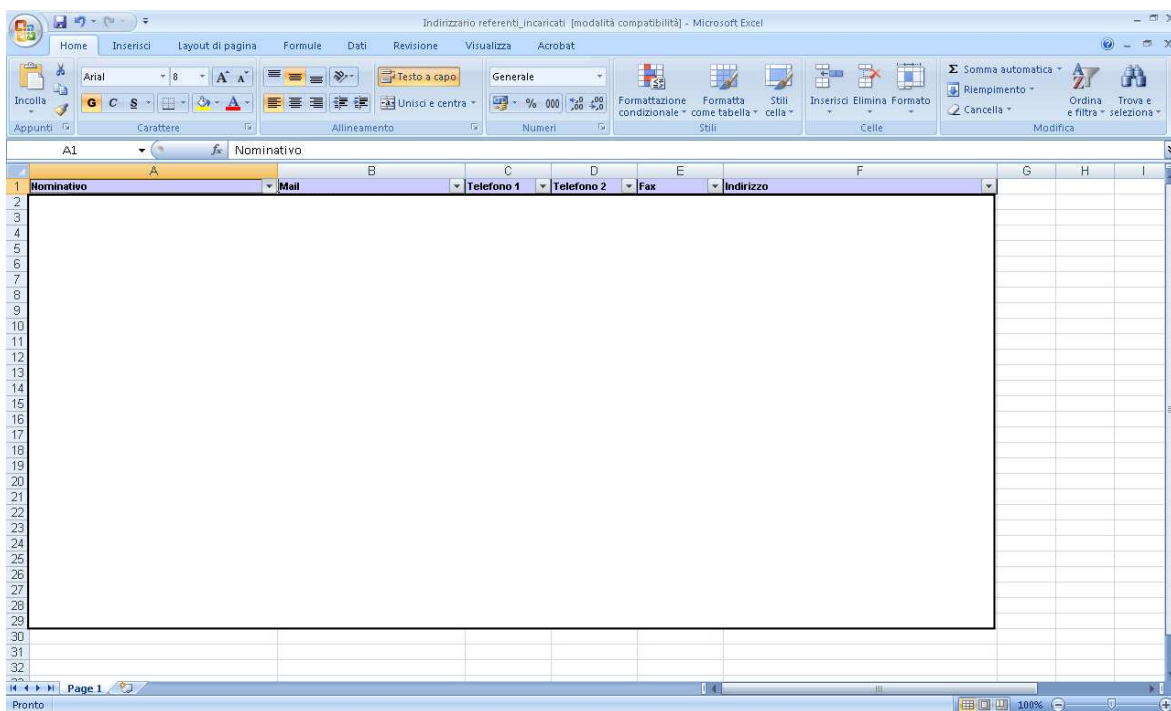 Indirizzario referenti_incaricati [modalità compatibilità] - Microsoft Excel
Home Inserisci Layout di pagina Formule Dati Revisione Visualizza Acrobat
Incolla
Arial 8 A A
G C S A
Testo a capo
Unisci e centra
Generale
% 000 ,00 ,00 ,0
Formattazione condizionale
Formatta come tabella
Stili cella
Inserisci Elimina Formato
Σ Somma automatica
Riempimento
Cancella
Ordina e filtra
Trova e seleziona
Appunti Carattere Allineamento Numeri Stili Celle Modifica
A1 fx Nominativo
A B C D E F G H I
1 Nominativo Mail Telefono 1 Telefono 2 Fax Indirizzo
2
3
4
5
6
7
8
9
10
11
12
13
14
15
16
17
18
19
20
21
22
23
24
25
26
27
28
29
30
31
32
Page 1
Pronto 100%